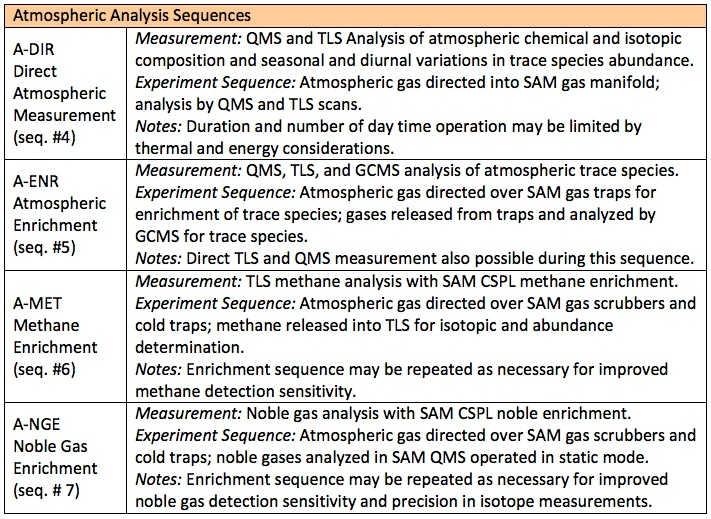 Atmospheric Analysis Sequences
A-DIR
Direct
Atmospheric
Measurement
(seq. #4)
Measurement: QMS and TLS Analysis of atmospheric chemical and isotopic
composition and seasonal and diurnal variations in trace species abundance.
Experiment Sequence: Atmospheric gas directed into SAM gas manifold;
analysis by QMS and TLS scans.
Notes: Duration and number of day time operation may be limited by
thermal and energy considerations.
A-ENR
Atmospheric
Enrichment
(seq. #5)
Measurement: QMS, TLS, and GCMS analysis of atmospheric trace species.
Experiment Sequence: Atmospheric gas directed over SAM gas traps for
enrichment of trace species; gases released from traps and analyzed by
GCMS for trace species.
Notes: Direct TLS and QMS measurement also possible during this sequence.
A-MET
Methane
Enrichment
(seq. #6)
Measurement: TLS methane analysis with SAM CSPL methane enrichment.
Experiment Sequence: Atmospheric gas directed over SAM gas scrubbers and
cold traps; methane released into TLS for isotopic and abundance
determination.
Notes: Enrichment sequence may be repeated as necessary for improved
methane detection sensitivity.
A-NGE
Noble Gas
Enrichment
(seq. # 7)
Measurement: Noble gas analysis with SAM CSPL noble enrichment.
Experiment Sequence: Atmospheric gas directed over SAM gas scrubbers and
cold traps; noble gases analyzed in SAM QMS operated in static mode.
Notes: Enrichment sequence may be repeated as necessary for improved
noble gas detection sensitivity and precision in isotope measurements.